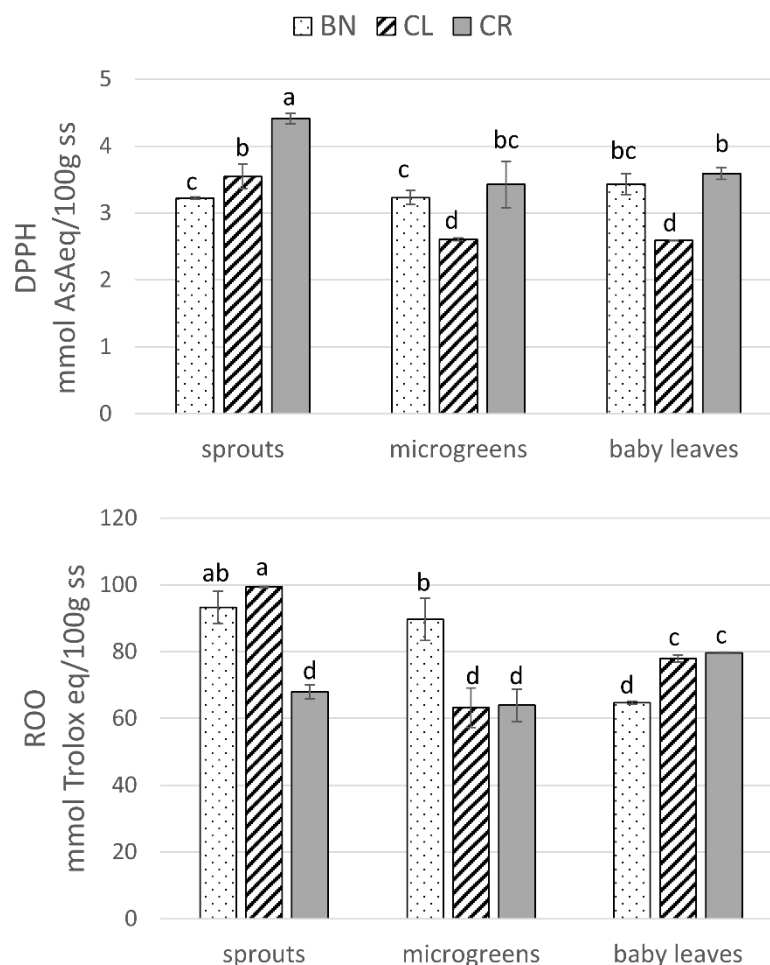 BN CL CR
DPPH
mmol AsAeq/100g ss
5
4
3
2
1
0
c b a
c d bc
bc d b
sprouts microgreens baby leaves
ROO
mmol Trolox eq/100g ss
120
100
80
60
40
20
0
ab a d
b d d
d c c
sprouts microgreens baby leaves